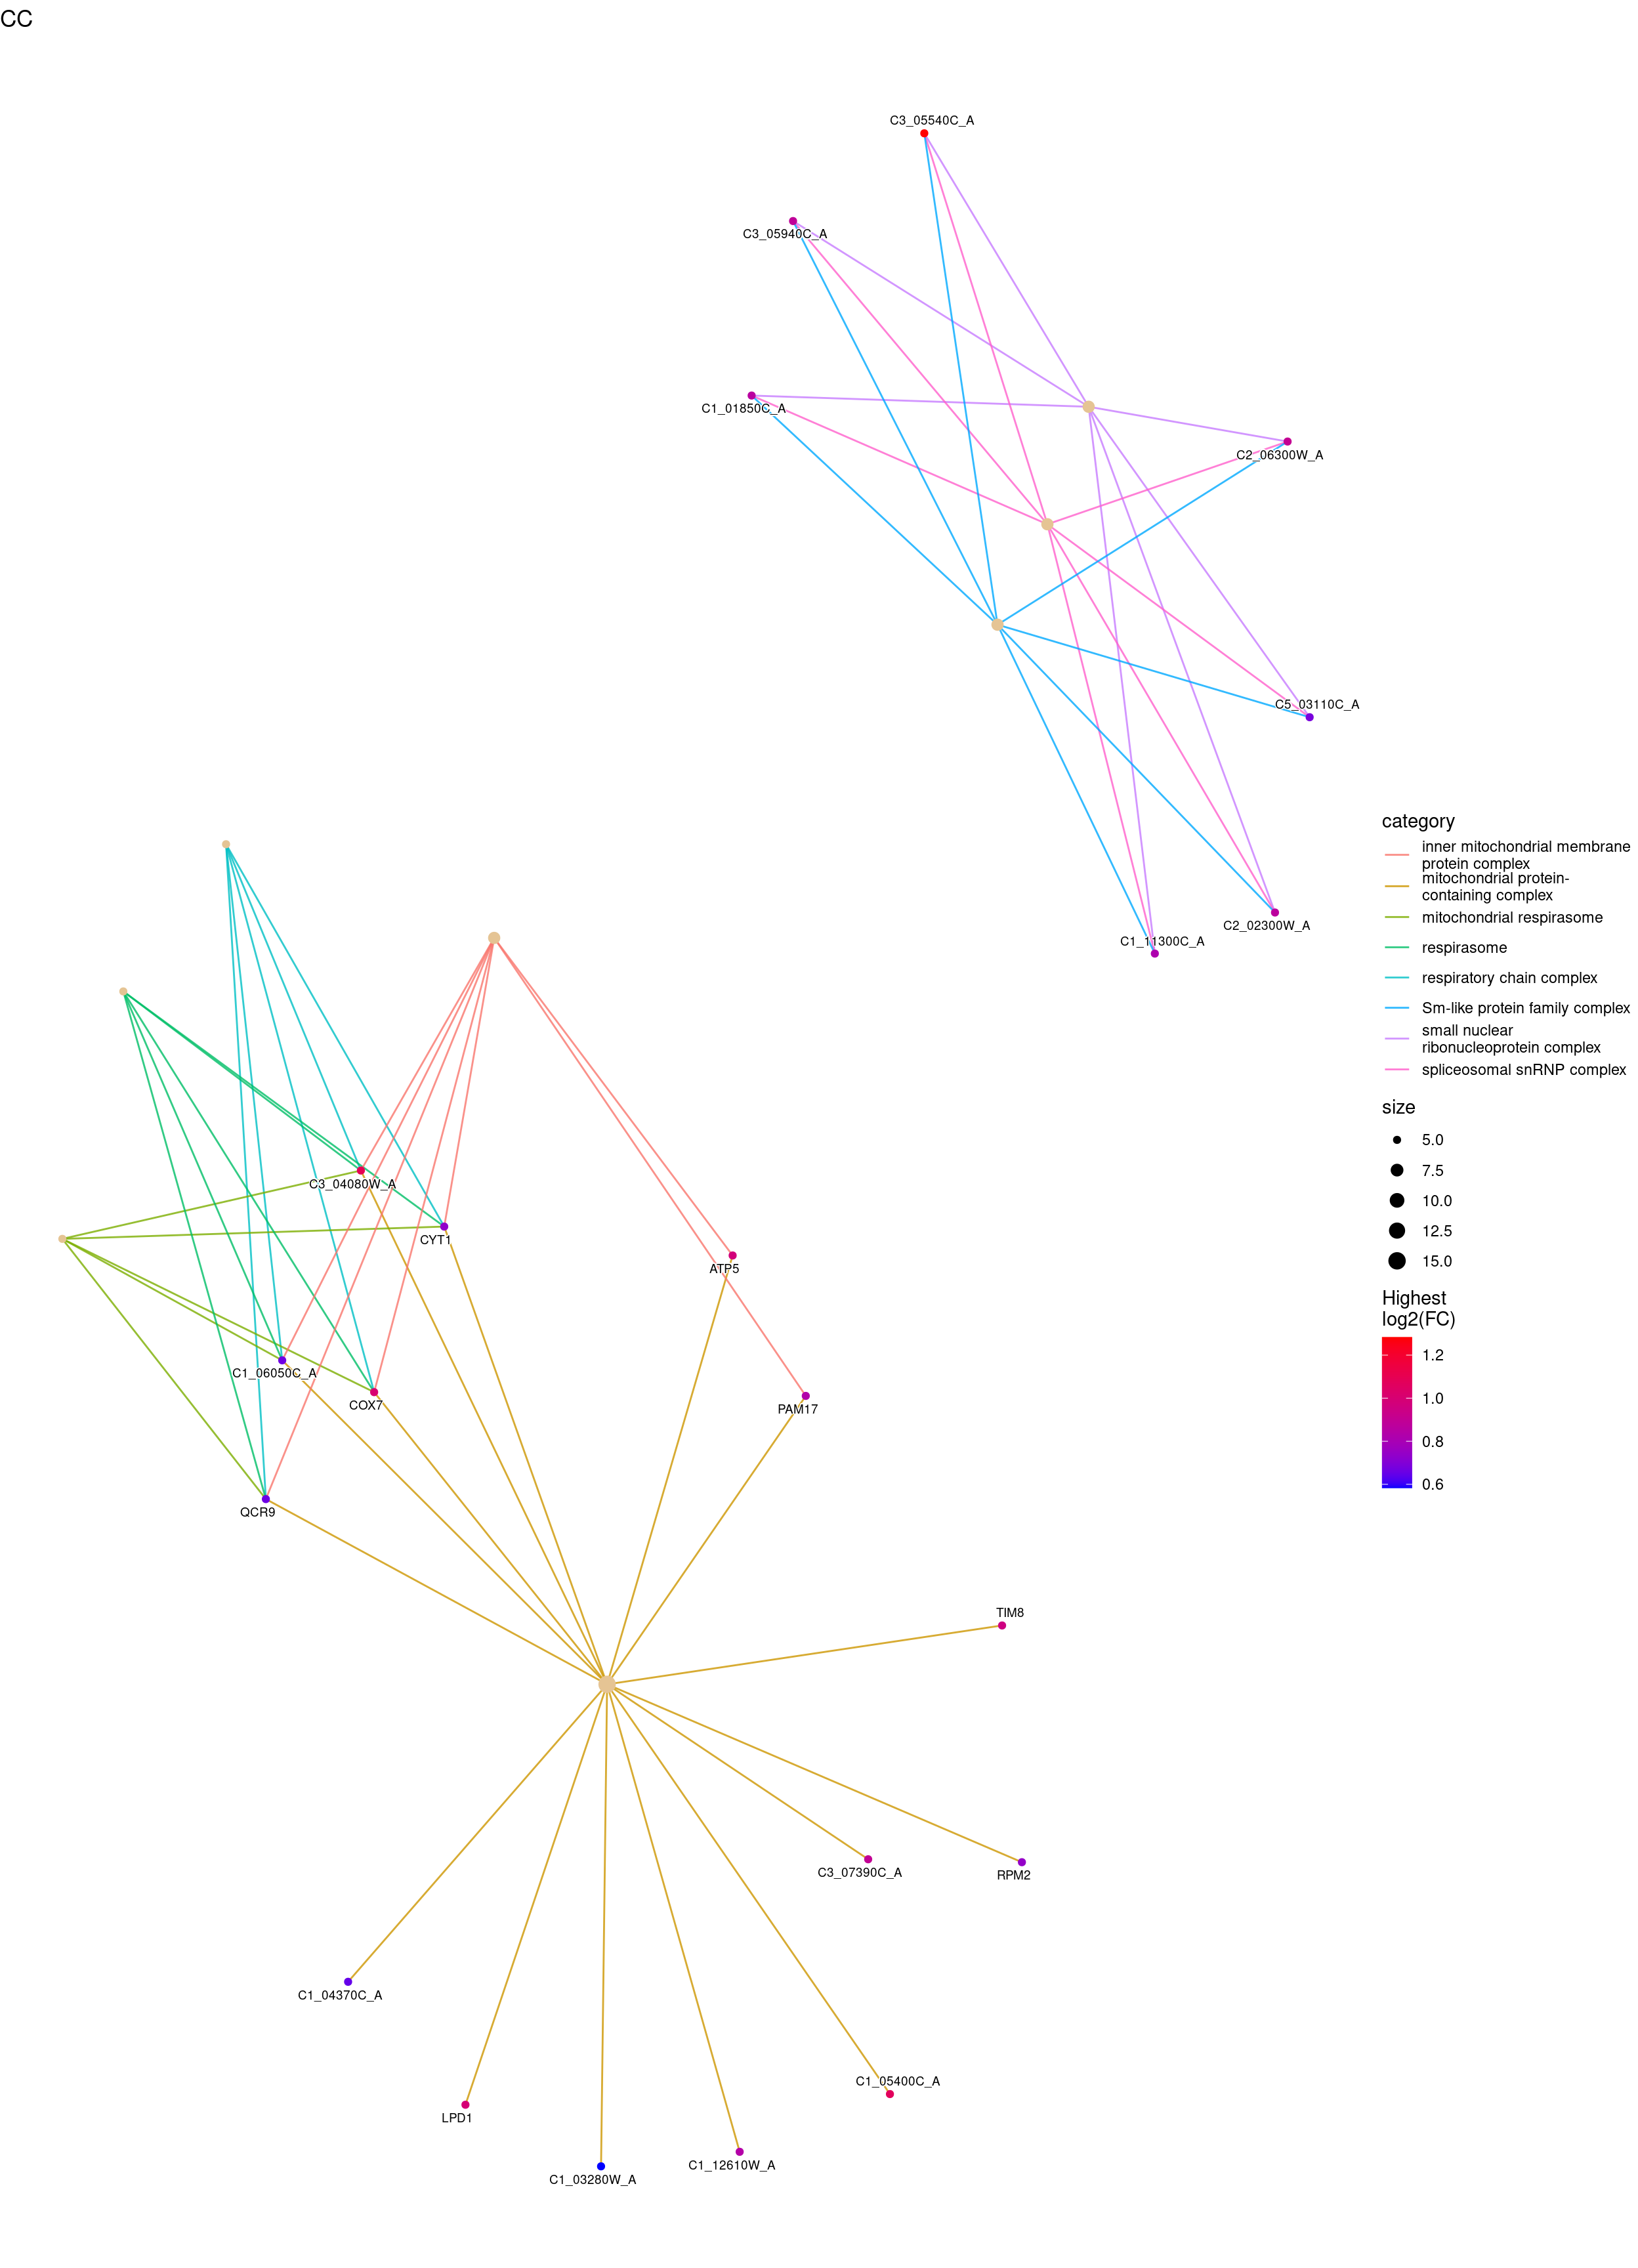 CC
C3_05540C_A
C3_05940C_A
C1_01850C_A
C2_06300W_A
C5_03110C_A
C2_02300W_A
C1_11300C_A
C3_04080W_A
CYT1
ATP5
C1_06050C_A
COX7
PAM17
QCR9
TIM8
C3_07390C_A
RPM2
C1_04370C_A
C1_05400C_A
LPD1
C1_12610W_A
C1_03280W_A
category
inner mitochondrial membrane
protein complex
mitochondrial protein-
containing complex
mitochondrial respirasome
respirasome
respiratory chain complex
Sm-like protein family complex
small nuclear
ribonucleoprotein complex
spliceosomal snRNP complex
size
5.0
7.5
10.0
12.5
15.0
Highest
log2(FC)
1.2
1.0
0.8
0.6